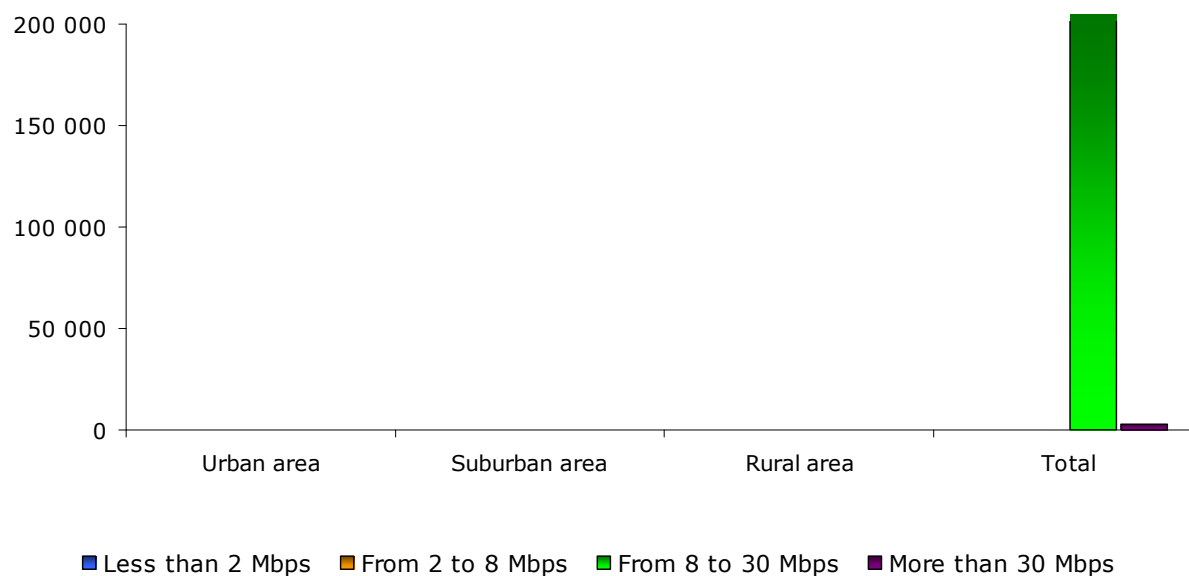 200 000
150 000
100 000
50 000
0
Urban area Suburban area Rural area Total
Less than 2 Mbps From 2 to 8 Mbps From 8 to 30 Mbps More than 30 Mbps